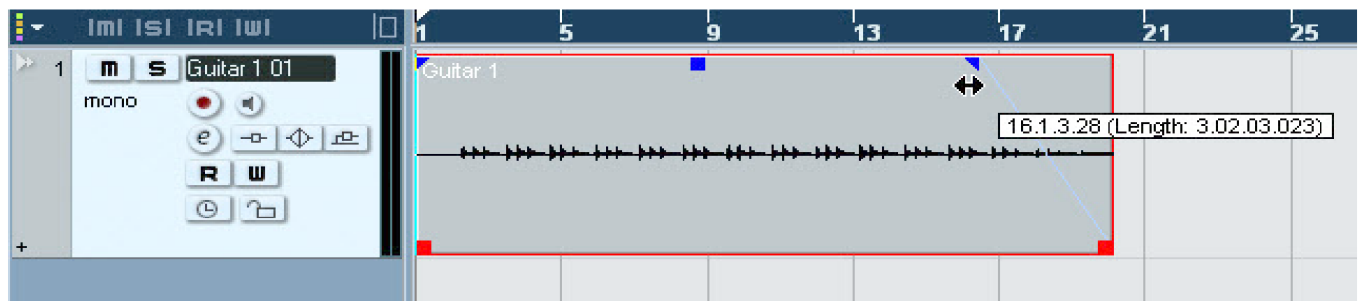 |M| |S| |R| |W|
1 5 9 13 17 21 25
1 m S Guitar 1 01
Guitar 1
mono
16.1.3.28 (Length: 3.02.03.023)
e
R W
+